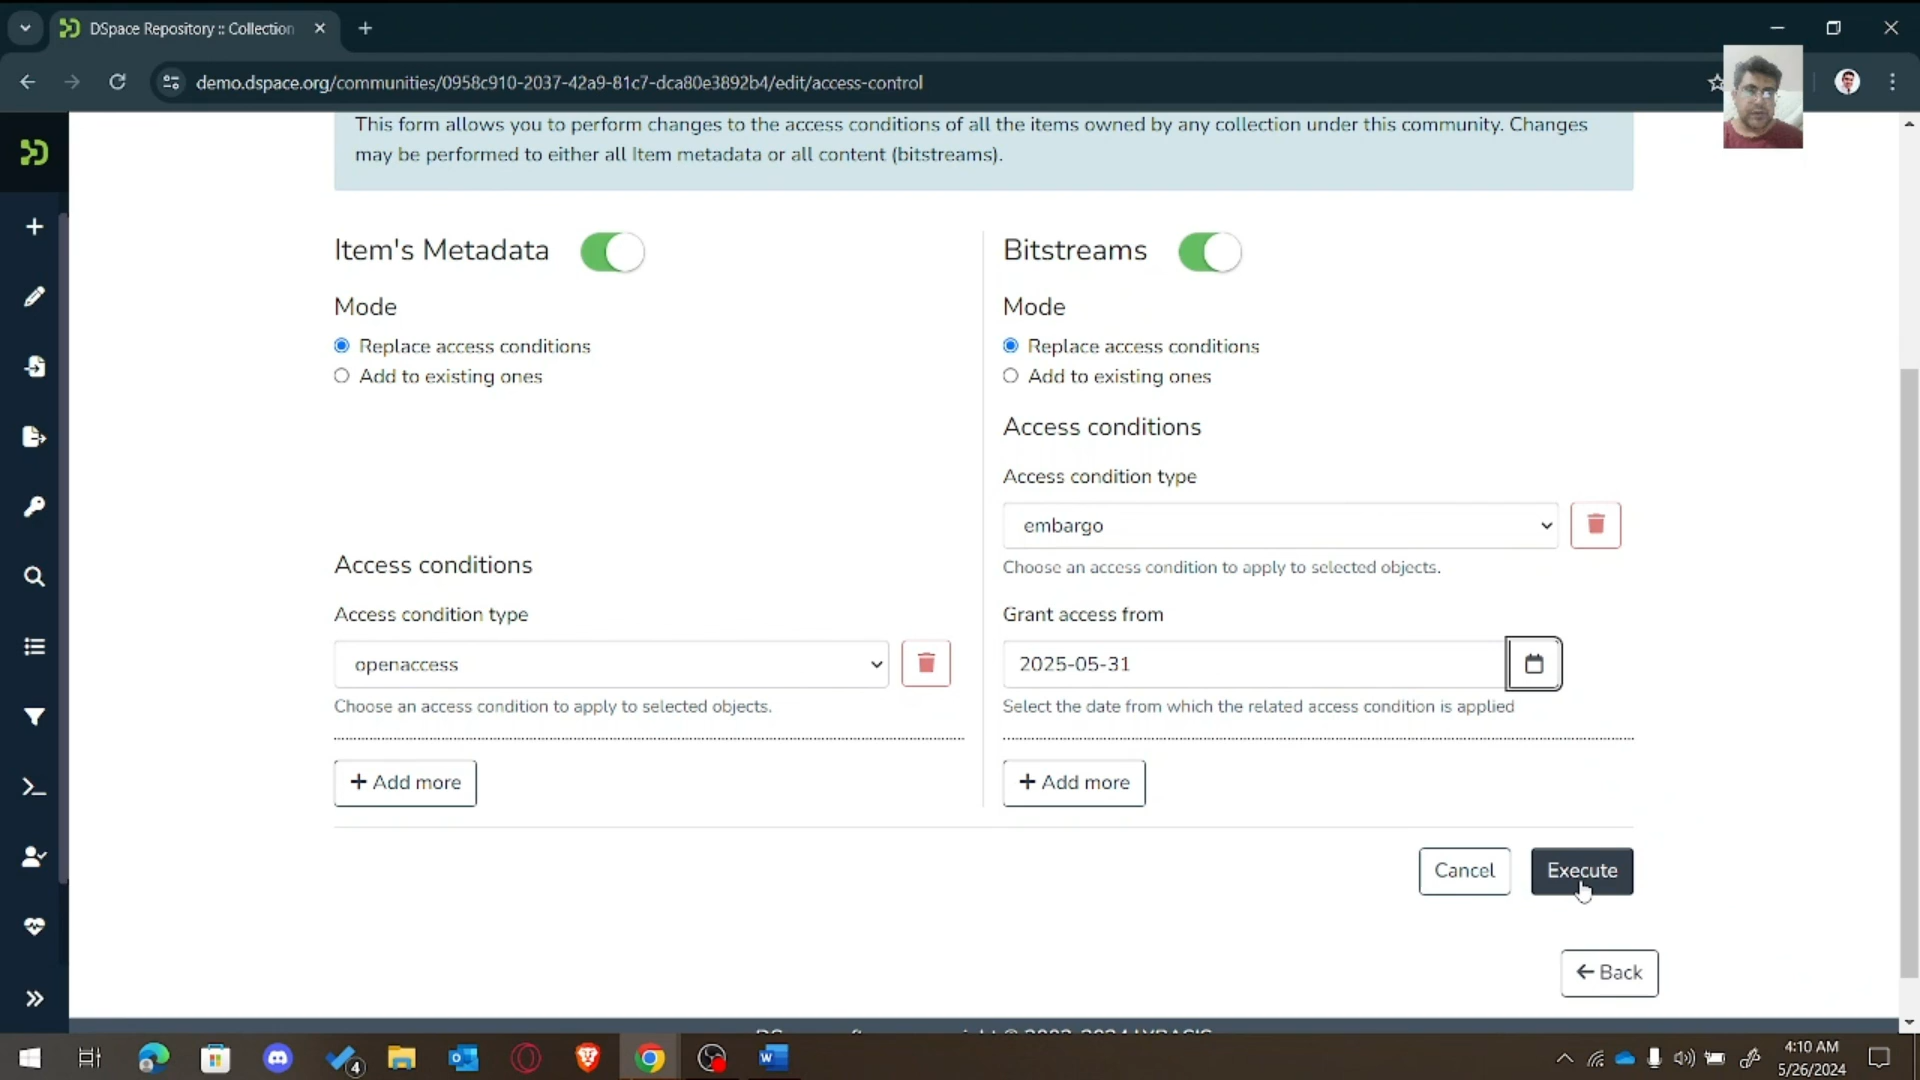 DSpace Repository :: Collection
demo.dspace.org/communities/0958c910-2037-42a9-81c7-dca80e3892b4/edit/access-control
This form allows you to perform changes to the access conditions of all the items owned by any collection under this community. Changes
may be performed to either all Item metadata or all content (bitstreams).
Item's Metadata
Mode
Replace access conditions
Add to existing ones
Access conditions
Access condition type
openaccess
Choose an access condition to apply to selected objects.
+ Add more
Bitstreams
Mode
Replace access conditions
Add to existing ones
Access conditions
Access condition type
embargo
Choose an access condition to apply to selected objects.
Grant access from
2025-05-31
Select the date from which the related access condition is applied
+ Add more
Cancel
Execute
Back
4
4:10 AM
5/26/2024